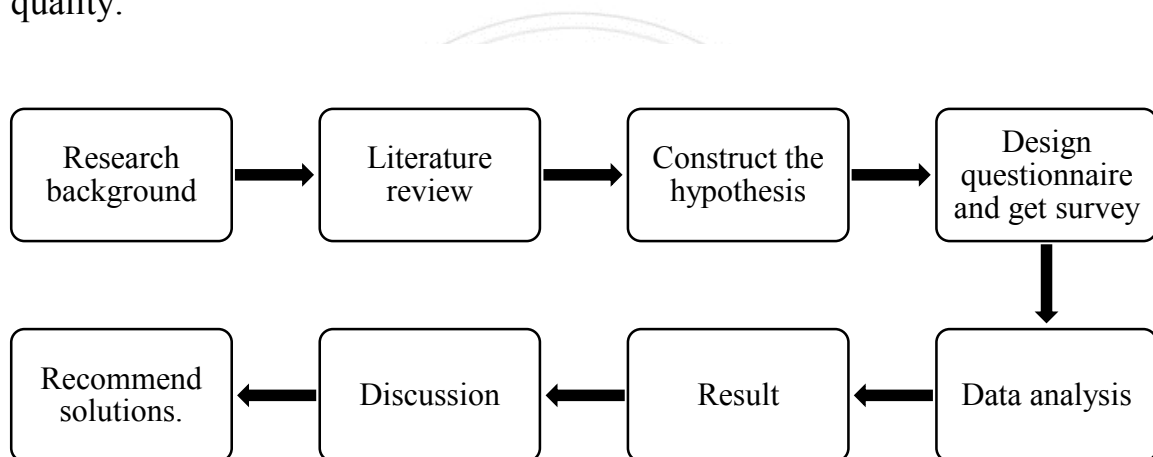 quality.
Research
background
Literature
review
Construct the
hypothesis
Design
questionnaire
and get survey
Data analysis
Result
Discussion
Recommend
solutions.